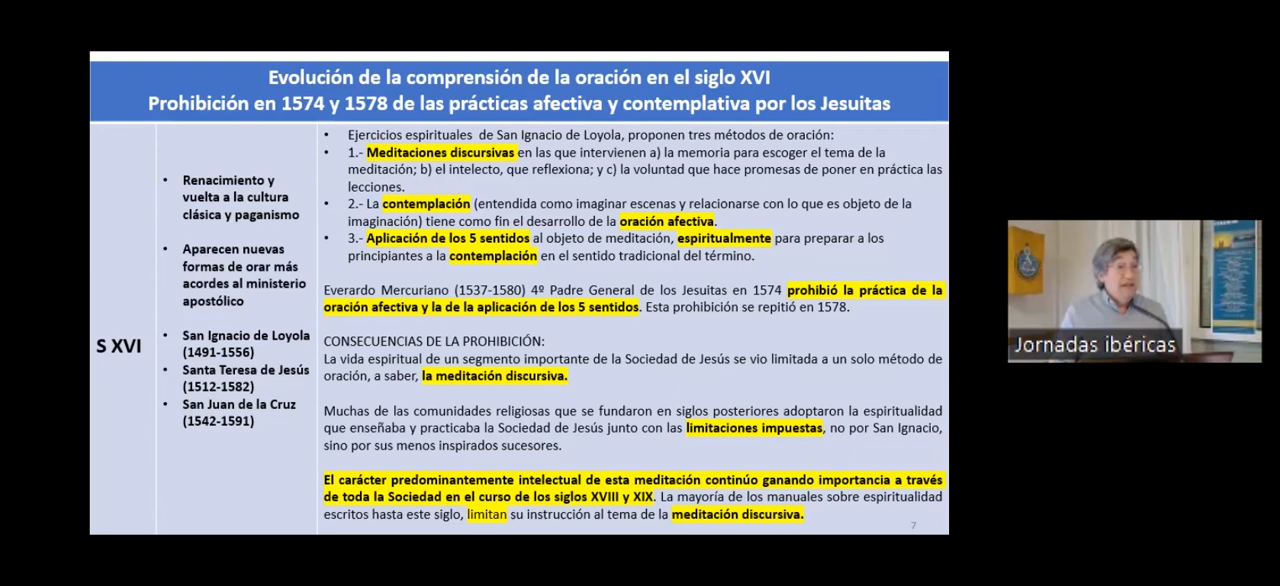 Evolución de la comprensión de la oración en el siglo XVI
Prohibición en 1574 y 1578 de las prácticas afectiva y contemplativa por los Jesuitas
S XVI
• Renacimiento y
vuelta a la cultura
clásica y paganismo
• Aparecen nuevas
formas de orar más
acordes al ministerio
apostólico
• San Ignacio de Loyola
(1491-1556)
• Santa Teresa de Jesús
(1512-1582)
• San Juan de la Cruz
(1542-1591)
• Ejercicios espirituales de San Ignacio de Loyola, proponen tres métodos de oración:
• 1.- Meditaciones discursivas en las que intervienen a) la memoria para escoger el tema de la
meditación; b) el intelecto, que reflexiona; y c) la voluntad que hace promesas de poner en práctica las
lecciones.
• 2.- La contemplación (entendida como imaginar escenas y relacionarse con lo que es objeto de la
imaginación) tiene como fin el desarrollo de la oración afectiva.
• 3.- Aplicación de los 5 sentidos al objeto de meditación, espiritualmente para preparar a los
principiantes a la contemplación en el sentido tradicional del término.
Everardo Mercuriano (1537-1580) 4º Padre General de los Jesuitas en 1574 prohibió la práctica de la
oración afectiva y la de la aplicación de los 5 sentidos. Esta prohibición se repitió en 1578.
CONSECUENCIAS DE LA PROHIBICIÓN:
La vida espiritual de un segmento importante de la Sociedad de Jesús se vio limitada a un solo método de
oración, a saber, la meditación discursiva.
Muchas de las comunidades religiosas que se fundaron en siglos posteriores adoptaron la espiritualidad
que enseñaba y practicaba la Sociedad de Jesús junto con las limitaciones impuestas, no por San Ignacio,
sino por sus menos inspirados sucesores.
El carácter predominantemente intelectual de esta meditación continúo ganando importancia a través
de toda la Sociedad en el curso de los siglos XVIII y XIX. La mayoría de los manuales sobre espiritualidad
escritos hasta este siglo, limitan su instrucción al tema de la meditación discursiva.
7
Jornadas ibéricas